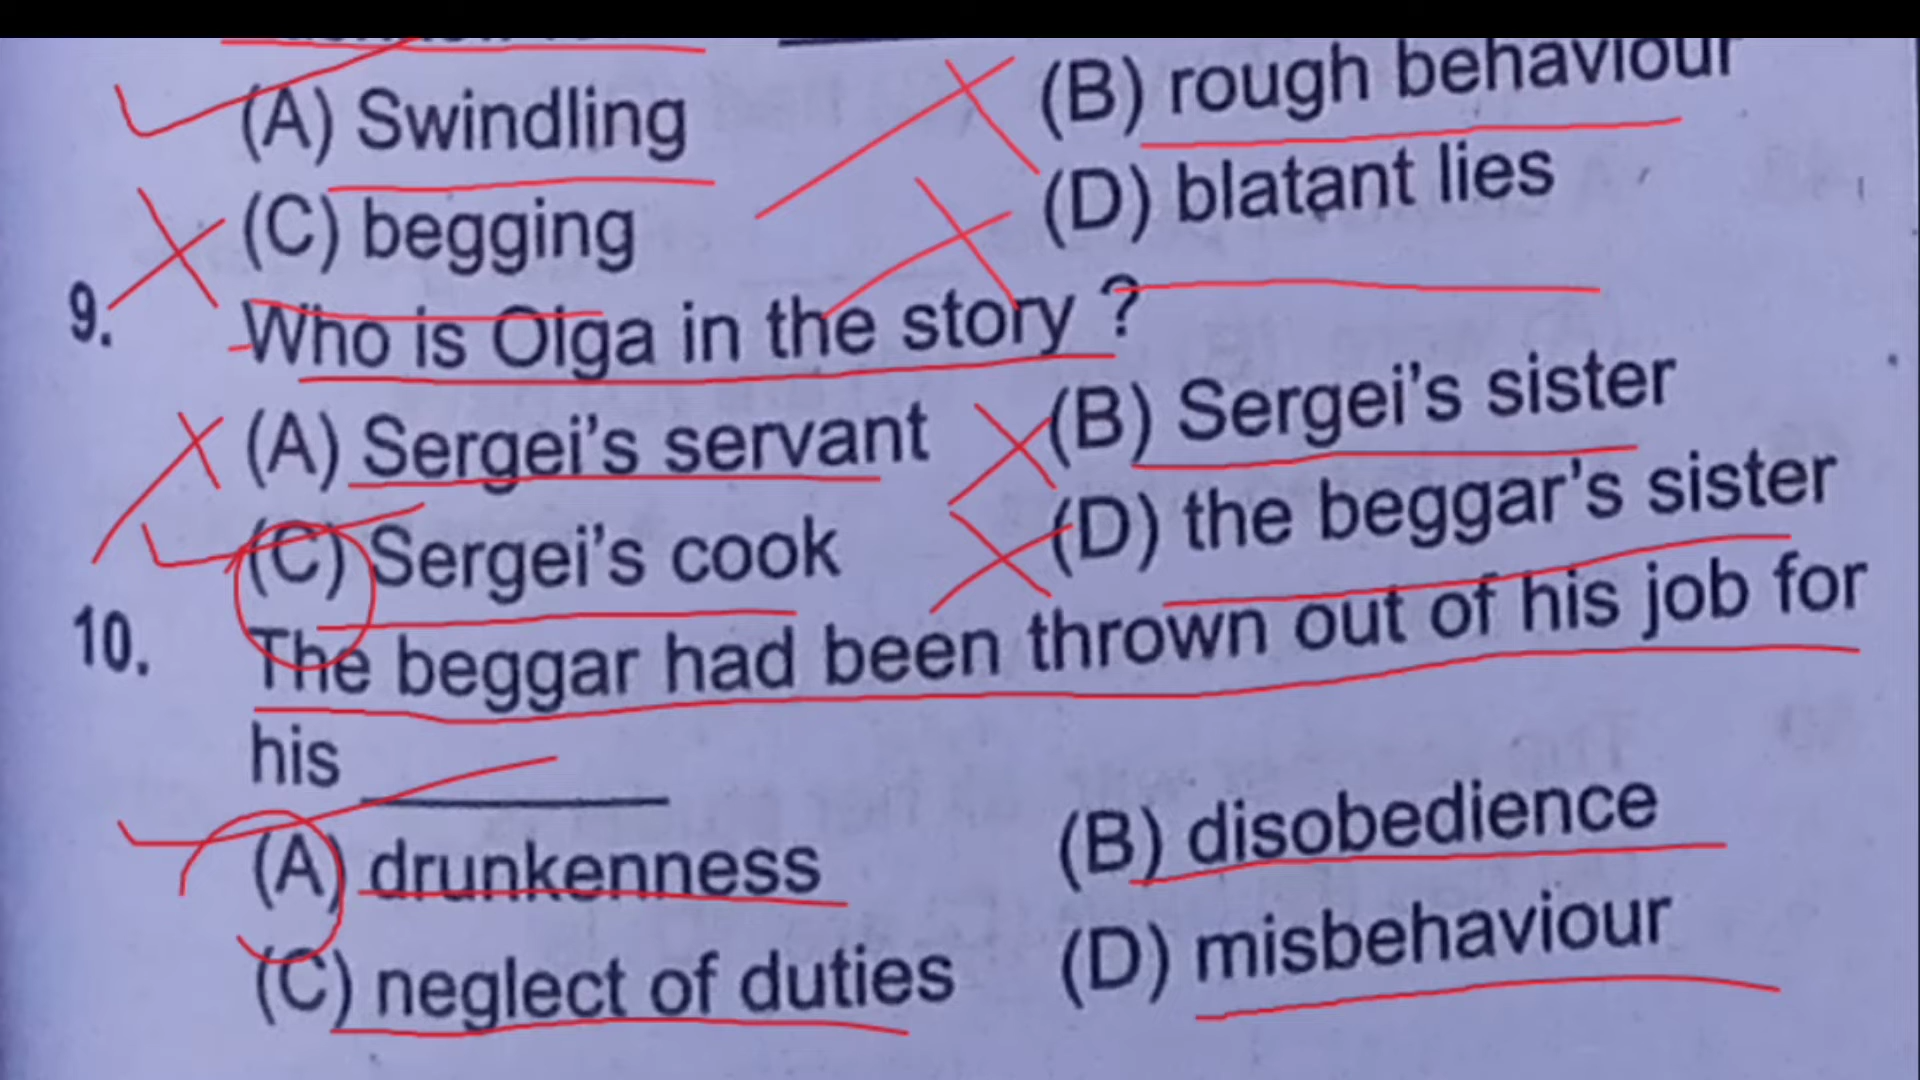 (A) Swindling (B) rough behaviour
(C) begging (D) blatant lies
9. Who is Olga in the story ?
(A) Sergei's servant (B) Sergei's sister
(C) Sergei's cook (D) the beggar's sister
10. The beggar had been thrown out of his job for
his
(A) drunkenness (B) disobedience
(C) neglect of duties (D) misbehaviour